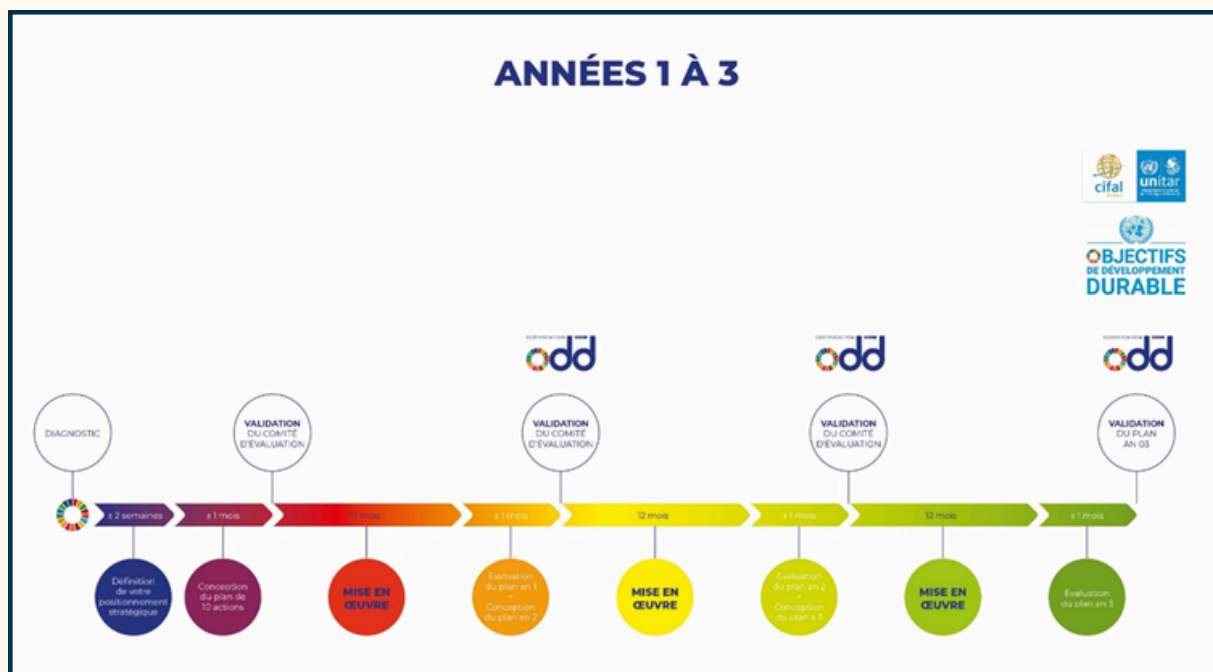 ANNÉES 1 À 3
cifal
unitar
OBJECTIFS
DE DÉVELOPPEMENT
DURABLE
CERTIFICATION
odd
CERTIFICATION
odd
CERTIFICATION
odd
DIAGNOSTIC
VALIDATION
DU COMITÉ
D'ÉVALUATION
VALIDATION
DU COMITÉ
D'ÉVALUATION
VALIDATION
DU COMITÉ
D'ÉVALUATION
VALIDATION
DU PLAN
AN 03
± 2 semaines
± 1 mois
12 mois
± 1 mois
12 mois
± 1 mois
12 mois
± 1 mois
Définition
de votre
positionnement
stratégique
Conception
du plan de
10 actions
MISE EN
ŒUVRE
Évaluation
du plan an 1
+
Conception
du plan an 2
MISE EN
ŒUVRE
Évaluation
du plan an 2
+
Conception
du plan a 3
MISE EN
ŒUVRE
Evaluation
du plan an 3